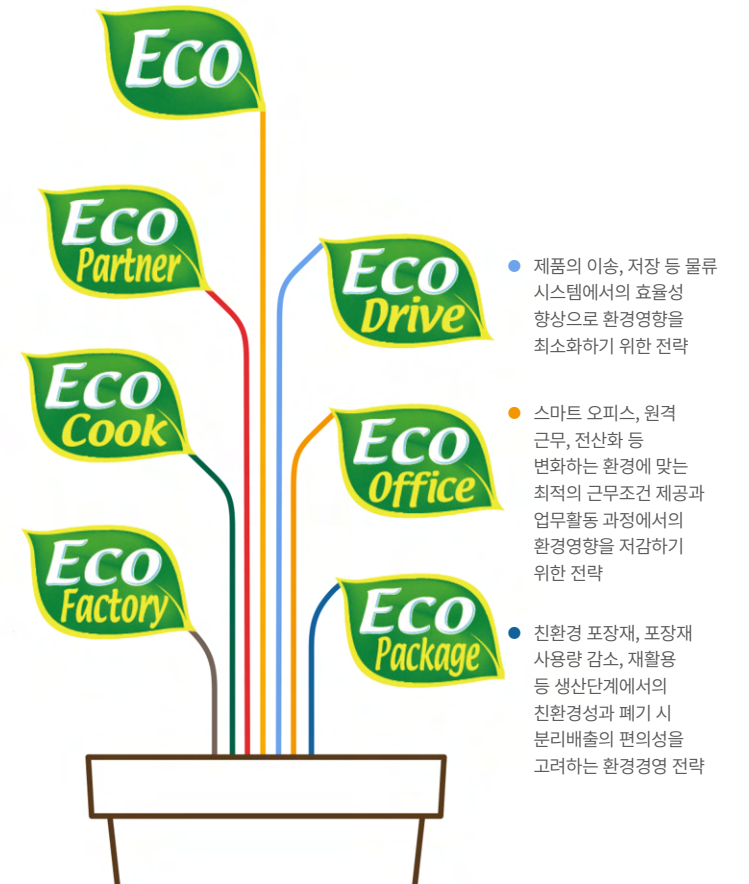 Eco
Eco
Partner
Eco
Cook
Eco
Factory
Eco
Drive
제품의 이송, 저장 등 물류
시스템에서의 효율성
향상으로 환경영향을
최소화하기 위한 전략
Eco
Office
스마트 오피스, 원격
근무, 전산화 등
변화하는 환경에 맞는
최적의 근무조건 제공과
업무활동 과정에서의
환경영향을 저감하기
위한 전략
Eco
Package
친환경 포장재, 포장재
사용량 감소, 재활용
등 생산단계에서의
친환경성과 폐기 시
분리배출의 편의성을
고려하는 환경경영 전략